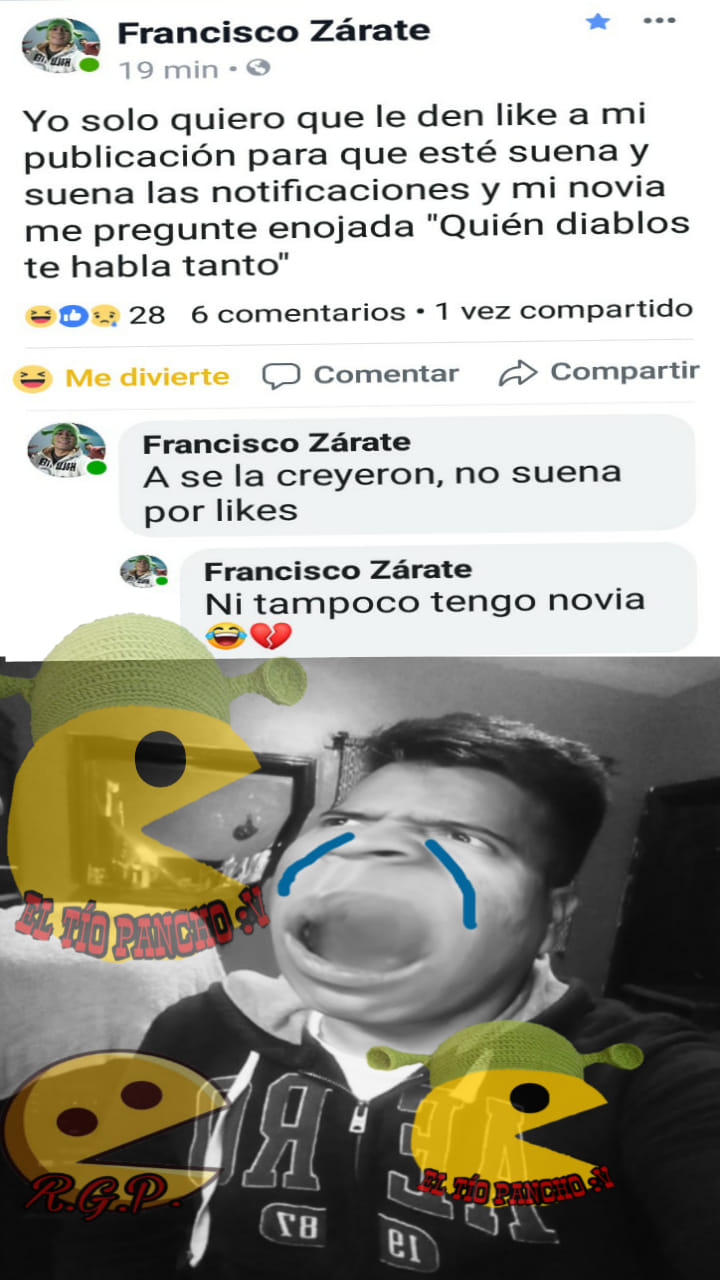 Francisco Zárate
19 min •
Yo solo quiero que le den like a mi
publicación para que esté suena y
suena las notificaciones y mi novia
me pregunte enojada "Quién diablos
te habla tanto"
28 6 comentarios • 1 vez compartido
Me divierte Comentar Compartir
Francisco Zárate
A se la creyeron, no suena
por likes
Francisco Zárate
Ni tampoco tengo novia
😂💔
EL TÍO PANCHO :V
R.G.P.
EL TÍO PANCHO :V
87
19